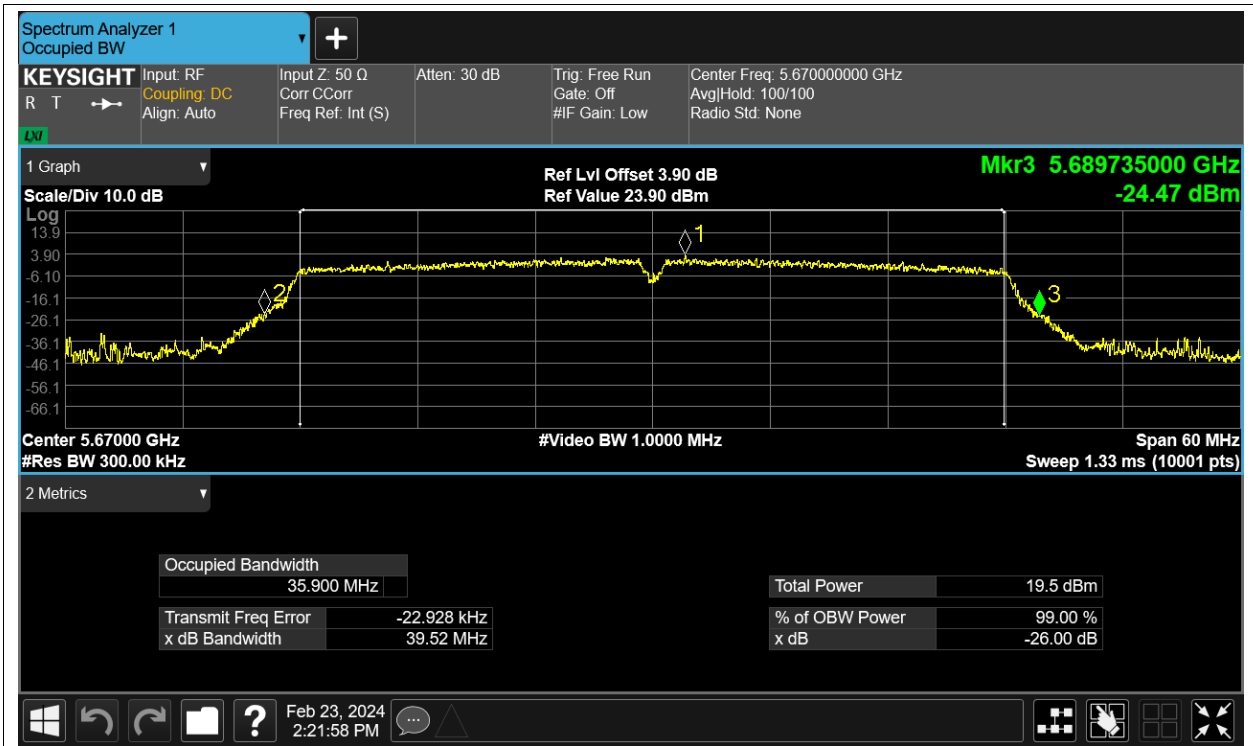 Spectrum Analyzer 1
Occupied BW
KEYSIGHT
R T
LXI
Input: RF
Coupling: DC
Align: Auto
Input Z: 50 Ω
Corr CCorr
Freq Ref: Int (S)
Atten: 30 dB
Trig: Free Run
Gate: Off
#IF Gain: Low
Center Freq: 5.670000000 GHz
Avg|Hold: 100/100
Radio Std: None
1 Graph
Scale/Div 10.0 dB
Ref Lvl Offset 3.90 dB
Ref Value 23.90 dBm
Mkr3 5.689735000 GHz
-24.47 dBm
Log
13.9
3.90
-6.10
-16.1
-26.1
-36.1
-46.1
-56.1
-66.1
1
2
3
Center 5.67000 GHz
#Video BW 1.0000 MHz
Span 60 MHz
#Res BW 300.00 kHz
Sweep 1.33 ms (10001 pts)
2 Metrics
Occupied Bandwidth
35.900 MHz
Total Power 19.5 dBm
Transmit Freq Error -22.928 kHz
% of OBW Power 99.00 %
x dB Bandwidth 39.52 MHz
x dB -26.00 dB
?
Feb 23, 2024
2:21:58 PM